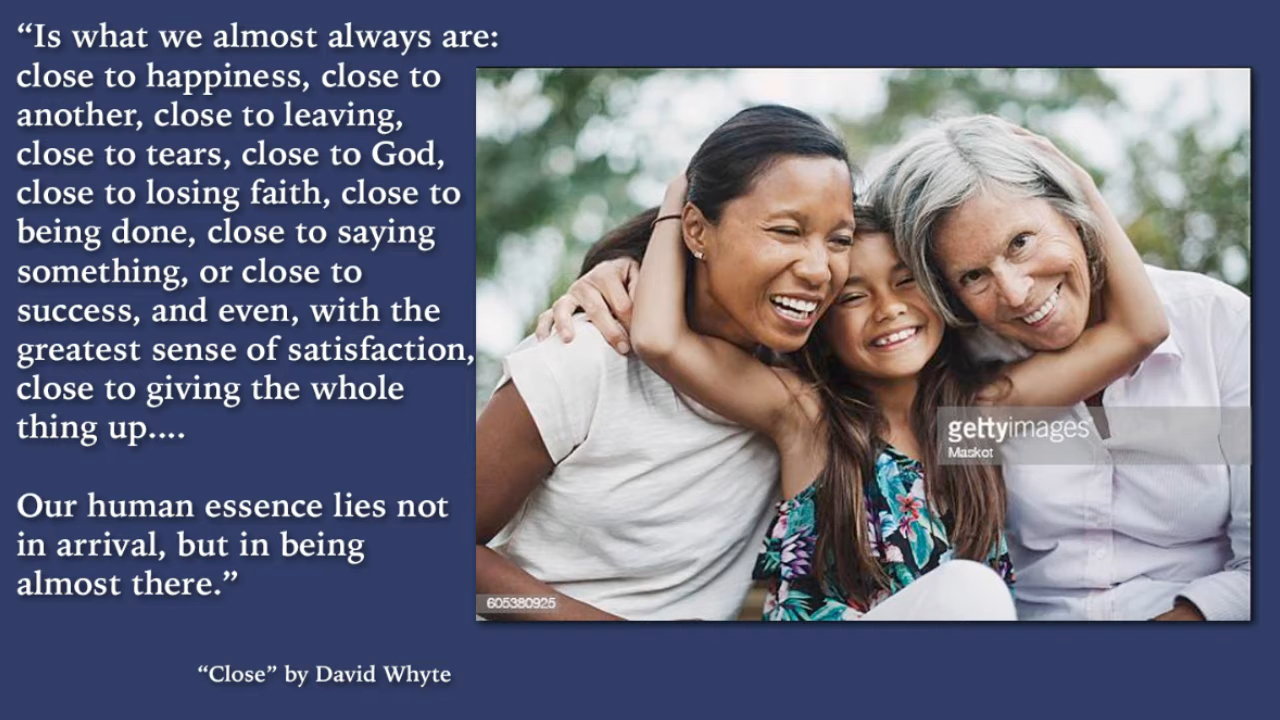 “Is what we almost always are:
close to happiness, close to
another, close to leaving,
close to tears, close to God,
close to losing faith, close to
being done, close to saying
something, or close to
success, and even, with the
greatest sense of satisfaction,
close to giving the whole
thing up....
Our human essence lies not
in arrival, but in being
almost there.”
“Close” by David Whyte
gettyimages
Maskot
605380925